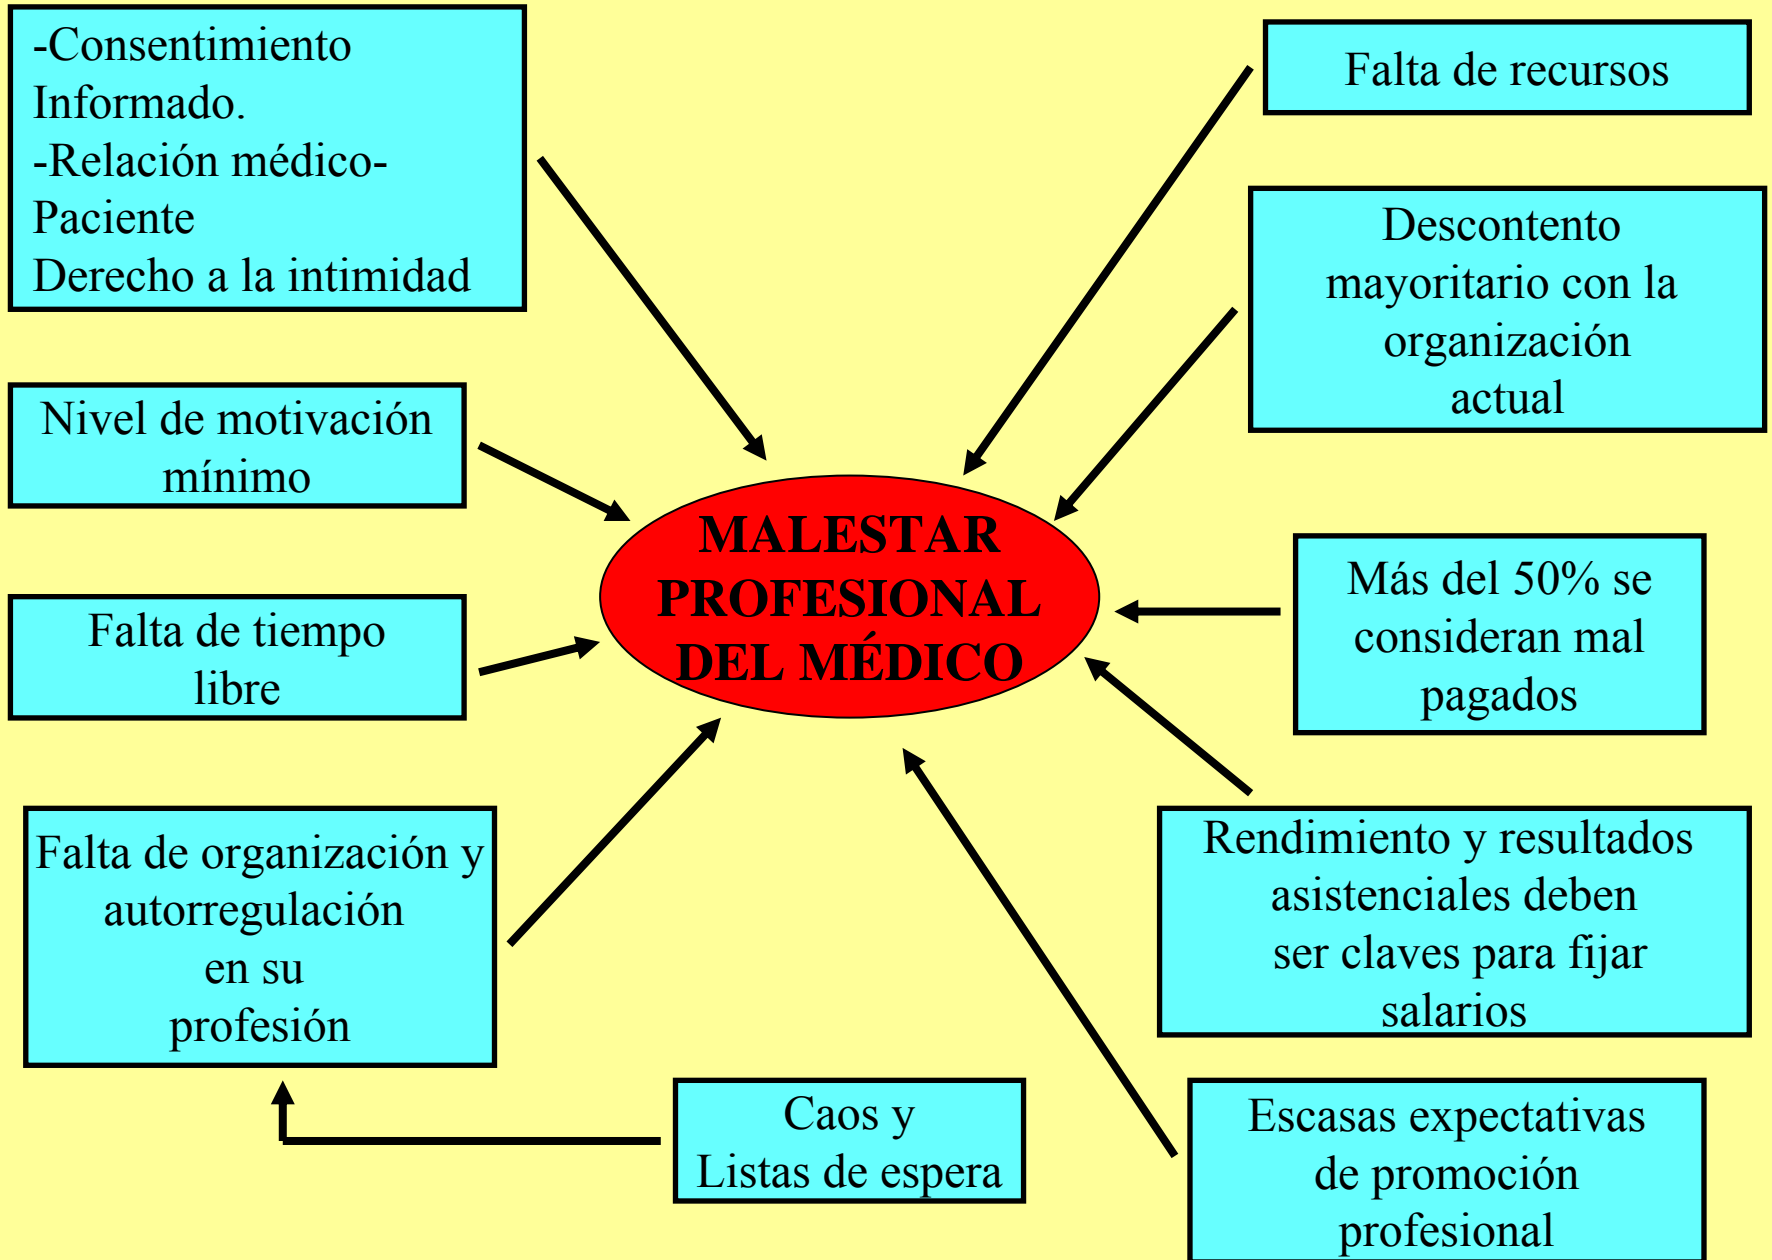 -Consentimiento
Informado.
-Relación médico-
Paciente
Derecho a la intimidad
Falta de recursos
Descontento
mayoritario con la
organización
actual
Nivel de motivación
mínimo
MALESTAR
PROFESIONAL
DEL MÉDICO
Más del 50% se
consideran mal
pagados
Falta de tiempo
libre
Falta de organización y
autorregulación
en su
profesión
Rendimiento y resultados
asistenciales deben
ser claves para fijar
salarios
Caos y
Listas de espera
Escasas expectativas
de promoción
profesional